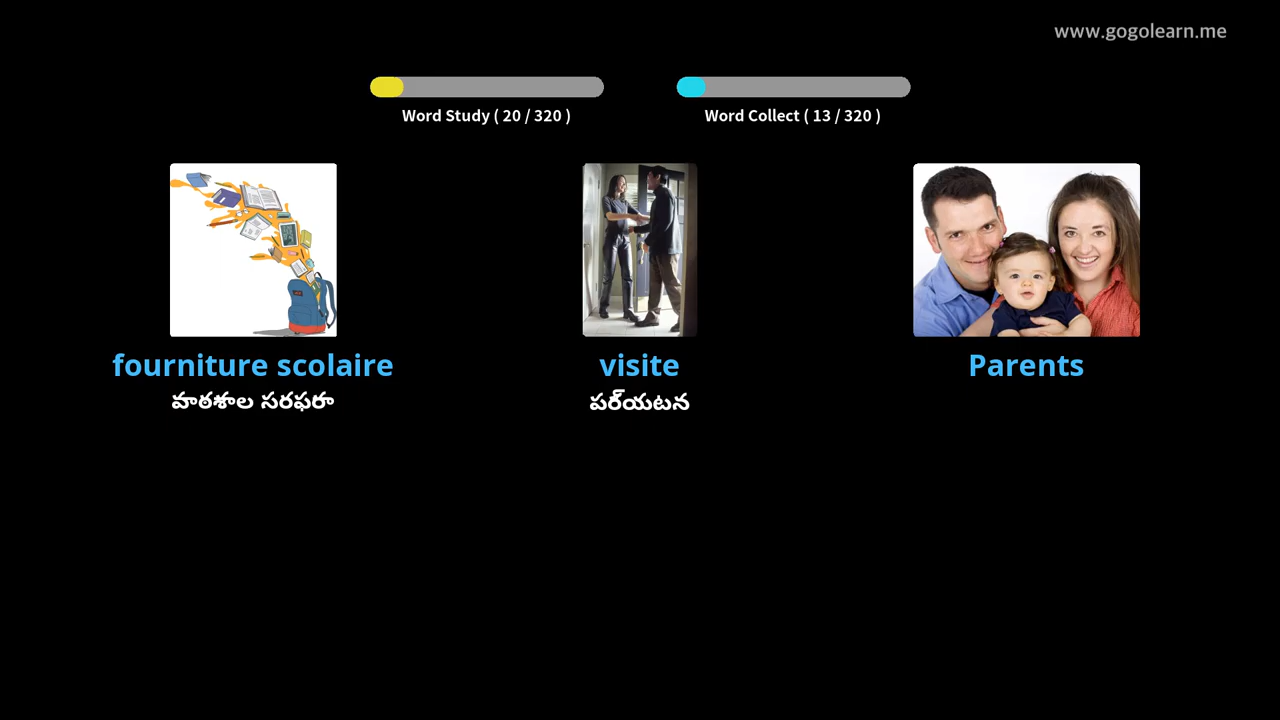 www.gogolearn.me
Word Study ( 20 / 320 )
Word Collect ( 13 / 320 )
fourniture scolaire
పాఠశాల సరఫరా
visite
పర్యటన
Parents